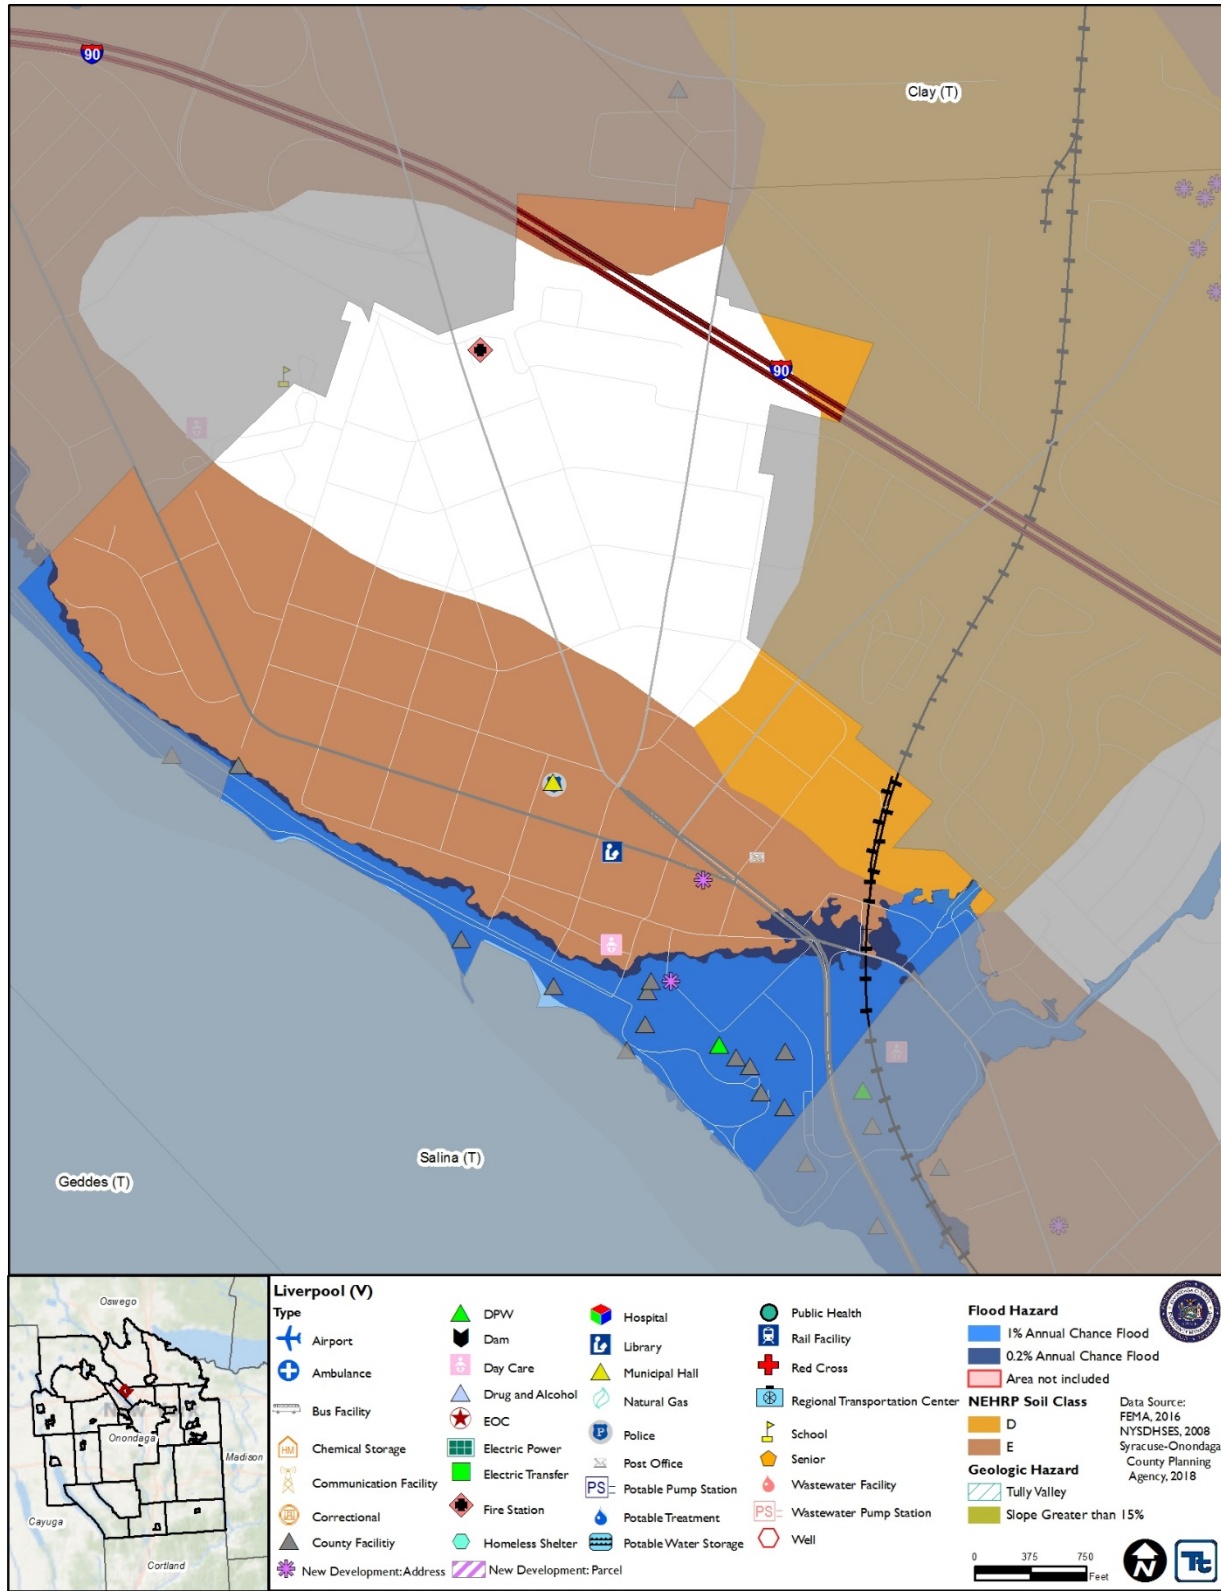 90
Clay (T)
90
Salina (T)
Geddes (T)
Oswego
Onondaga
Madison
Cayuga
Cortland
Liverpool (V)
Type
Airport
Ambulance
Bus Facility
HM Chemical Storage
Communication Facility
Correctional
County Facilitiy
New Development: Address
DPW
Dam
Day Care
Drug and Alcohol
EOC
Electric Power
Electric Transfer
Fire Station
Homeless Shelter
New Development: Parcel
Hospital
Library
Municipal Hall
Natural Gas
P Police
Post Office
PS Potable Pump Station
Potable Treatment
Potable Water Storage
Public Health
Rail Facility
Red Cross
Regional Transportation Center
School
Senior
Wastewater Facility
PS Wastewater Pump Station
Well
Flood Hazard
1% Annual Chance Flood
0.2% Annual Chance Flood
Area not included
NEHRP Soil Class
D
E
Geologic Hazard
Tully Valley
Slope Greater than 15%
Data Source:
FEMA, 2016
NYSDHSES, 2008
Syracuse-Onondaga
County Planning
Agency, 2018
0 375 750
Feet
N
Tt